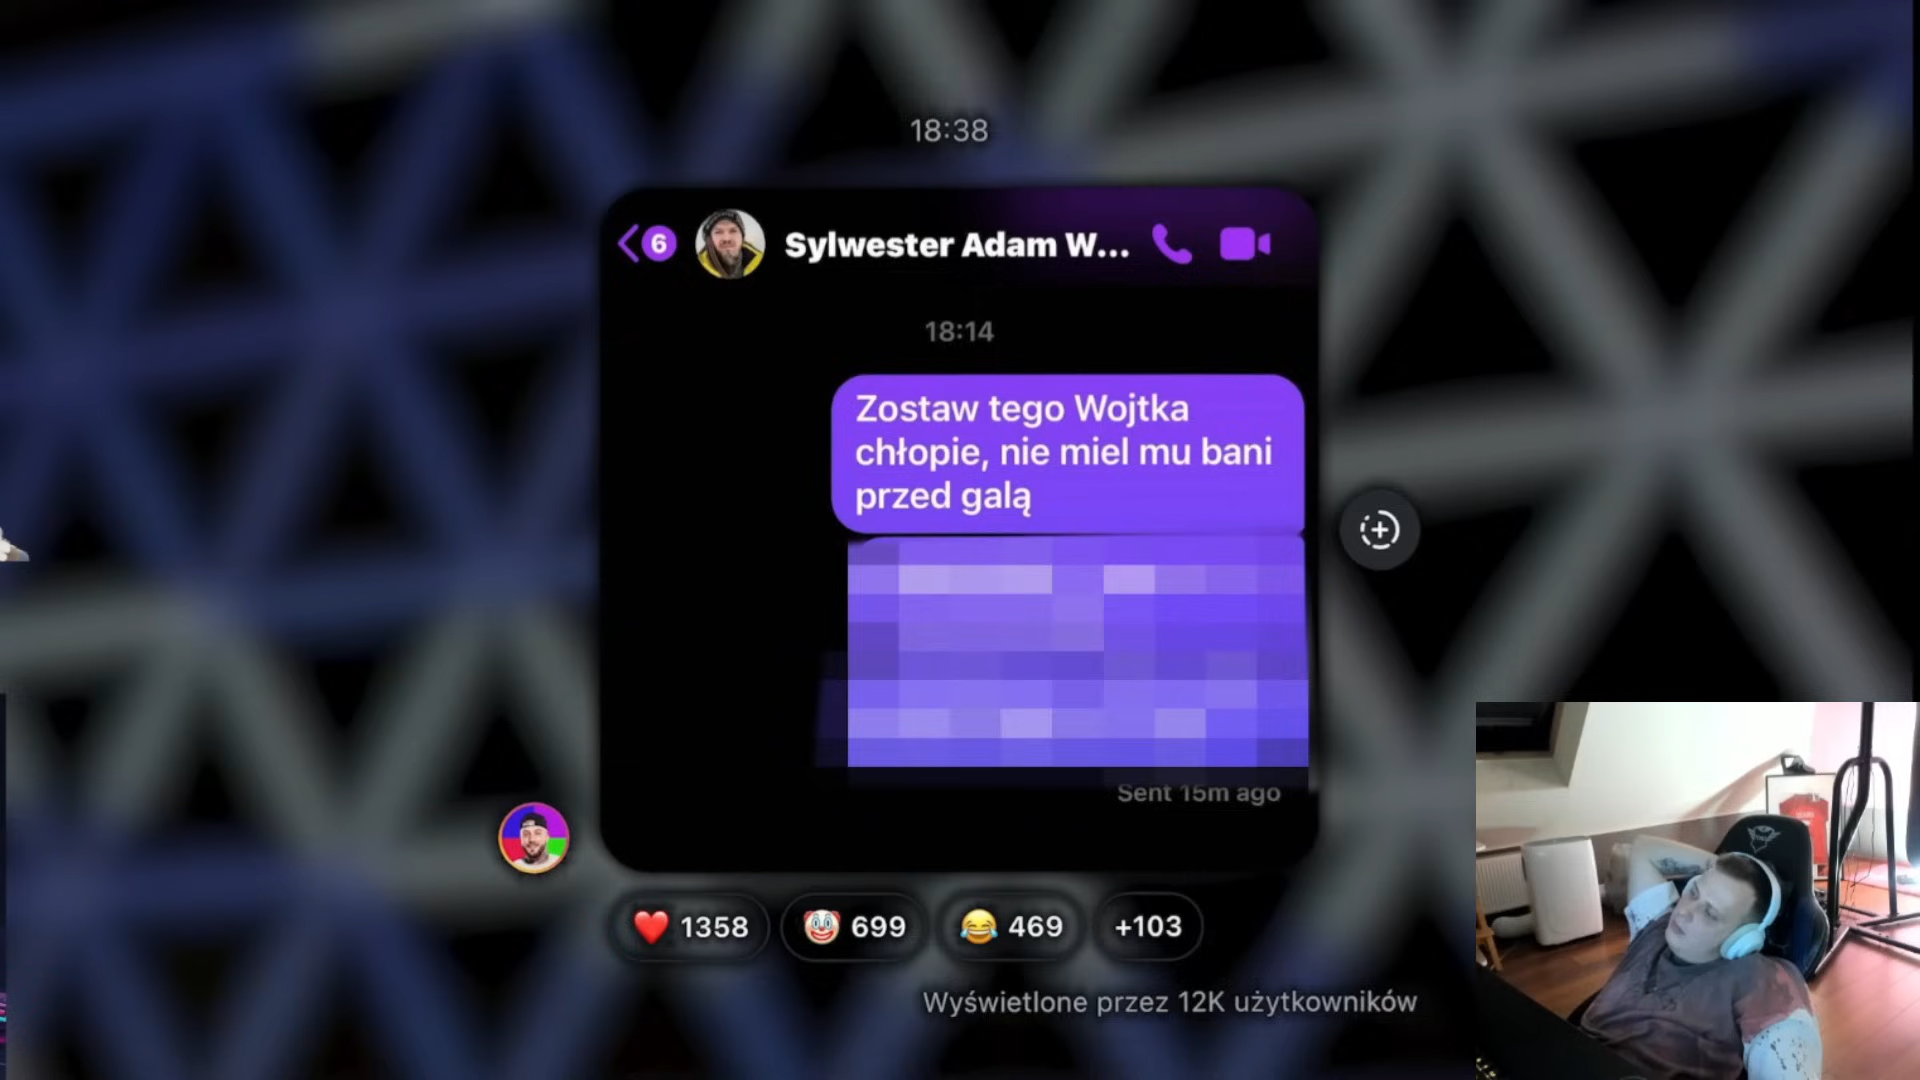 18:38
6
Sylwester Adam W...
18:14
Zostaw tego Wojtka
chłopie, nie miel mu bani
przed galą
Sent 15m ago
❤️ 1358 🤡 699 😂 469 +103
Wyświetlone przez 12K użytkowników